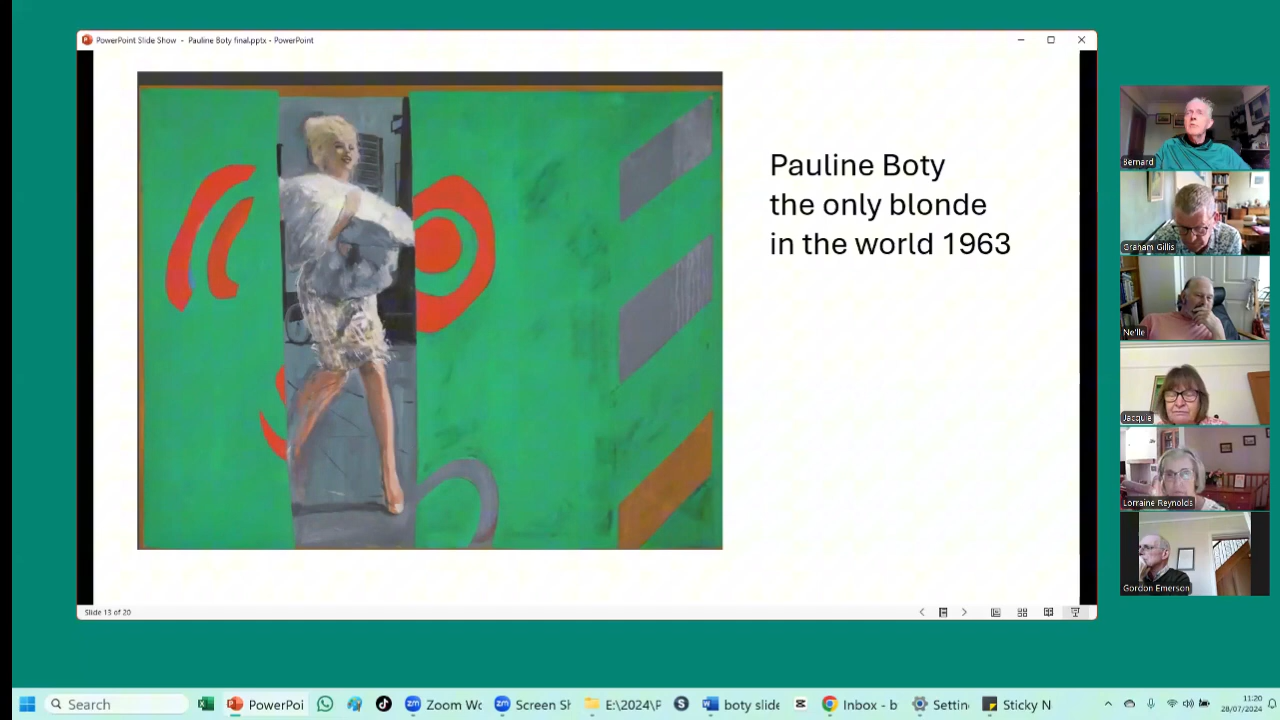 PowerPoint Slide Show - Pauline Boty final.pptx - PowerPoint
Pauline Boty
the only blonde
in the world 1963
Bernard
Graham Gillis
Ne'lle
Jacquie
Lorraine Reynolds
Gordon Emerson
Slide 13 of 20
Search
PowerPoi
Zoom Wc
Screen Sh
E:\2024\P
boty slide
Inbox - b
Settin
Sticky N
11:20
28/07/2024